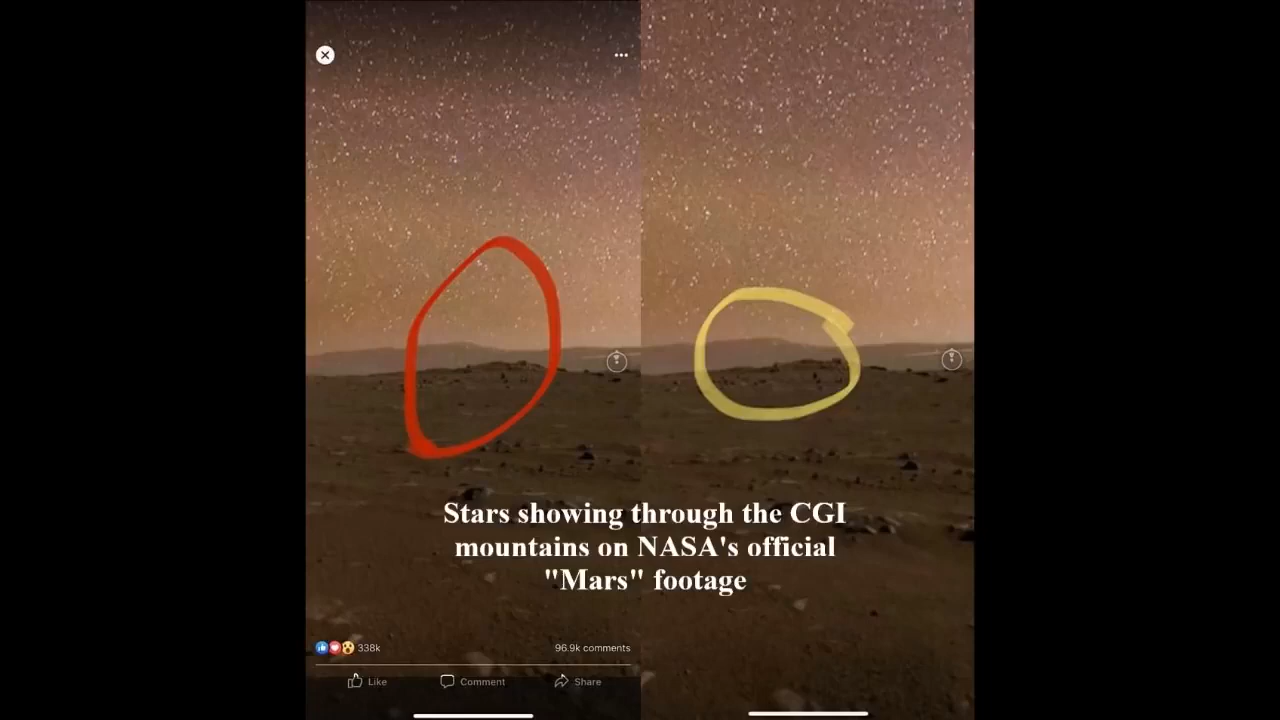 Stars showing through the CGI
mountains on NASA's official
"Mars" footage
338k
96.9k comments
Like
Comment
Share